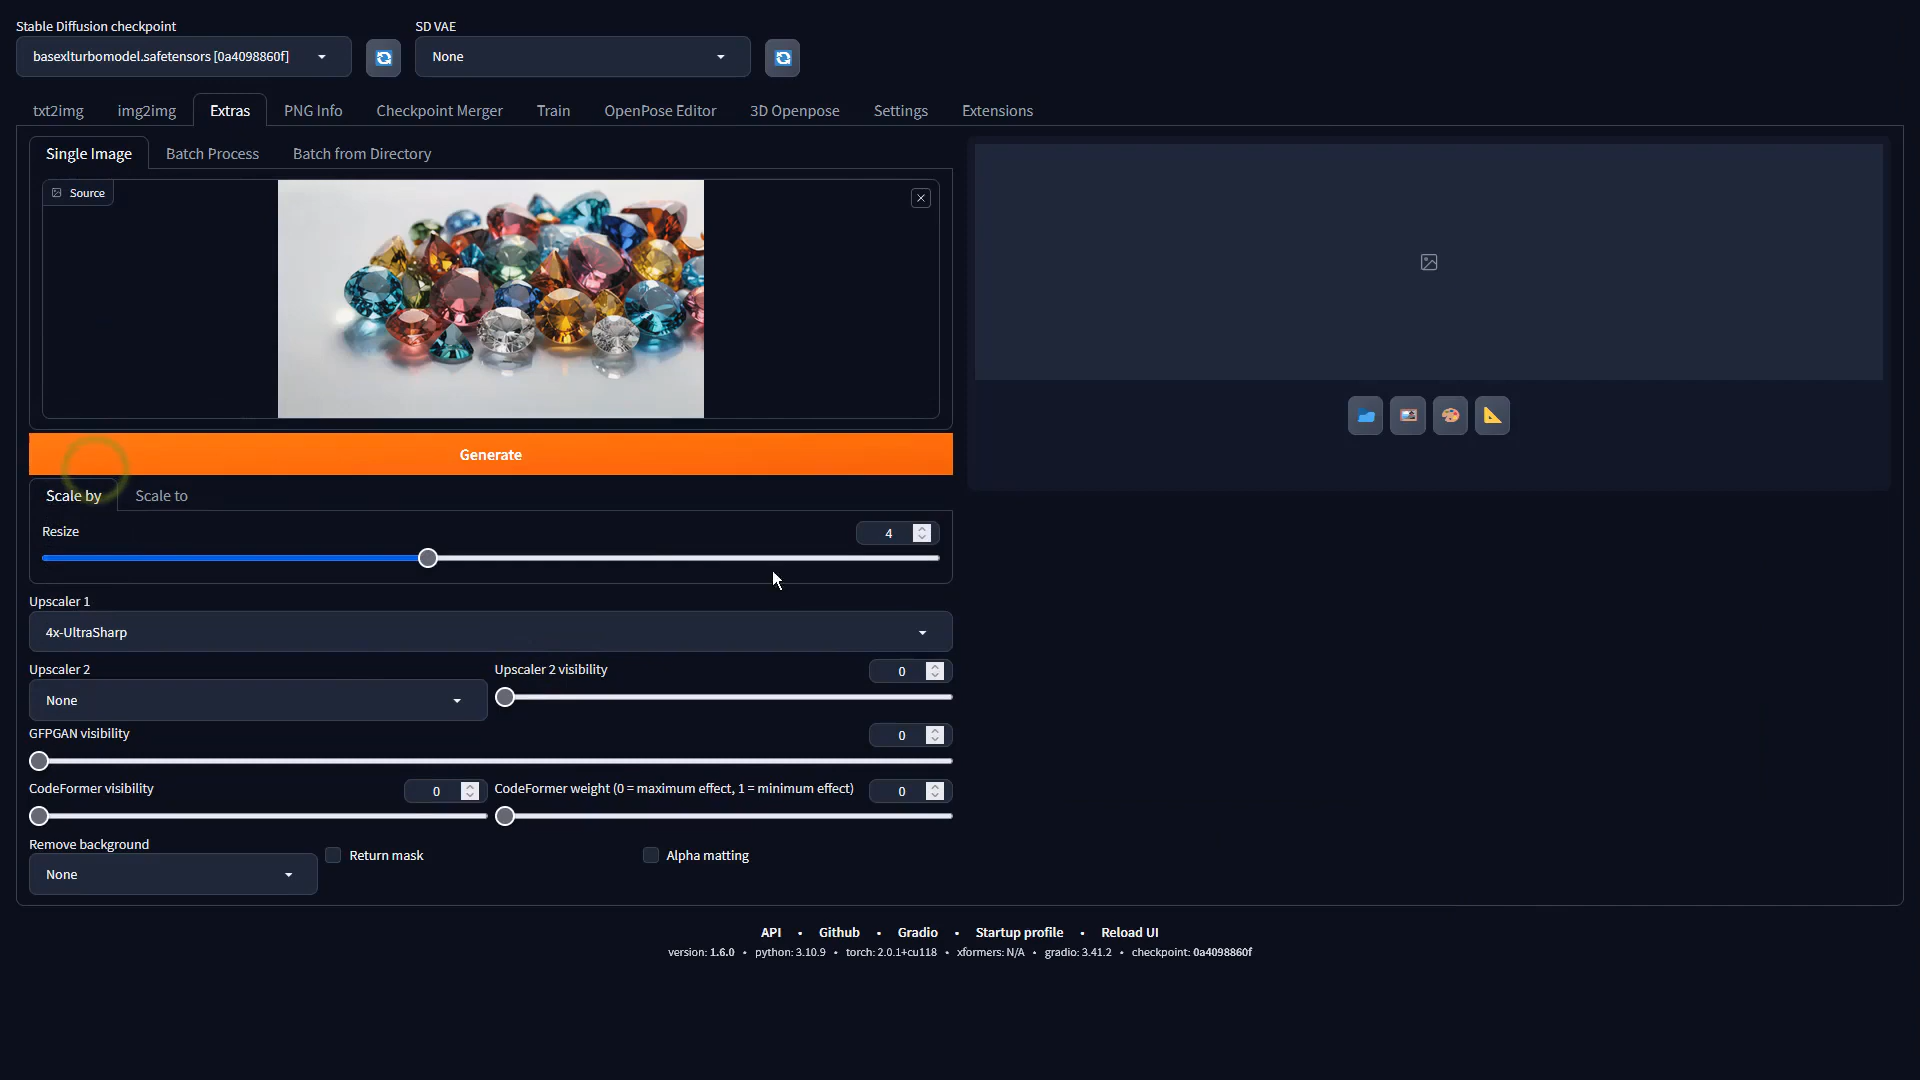 Stable Diffusion checkpoint
SD VAE
basexlturbomodel.safetensors [0a4098860f]
None
txt2img
img2img
Extras
PNG Info
Checkpoint Merger
Train
OpenPose Editor
3D Openpose
Settings
Extensions
Single Image
Batch Process
Batch from Directory
Source
Generate
Scale by
Scale to
Resize
4
Upscaler 1
4x-UltraSharp
Upscaler 2
None
Upscaler 2 visibility
0
GFPGAN visibility
0
CodeFormer visibility
0
CodeFormer weight (0 = maximum effect, 1 = minimum effect)
0
Remove background
None
Return mask
Alpha matting
API • Github • Gradio • Startup profile • Reload UI
version: 1.6.0 • python: 3.10.9 • torch: 2.0.1+cu118 • xformers: N/A • gradio: 3.41.2 • checkpoint: 0a4098860f